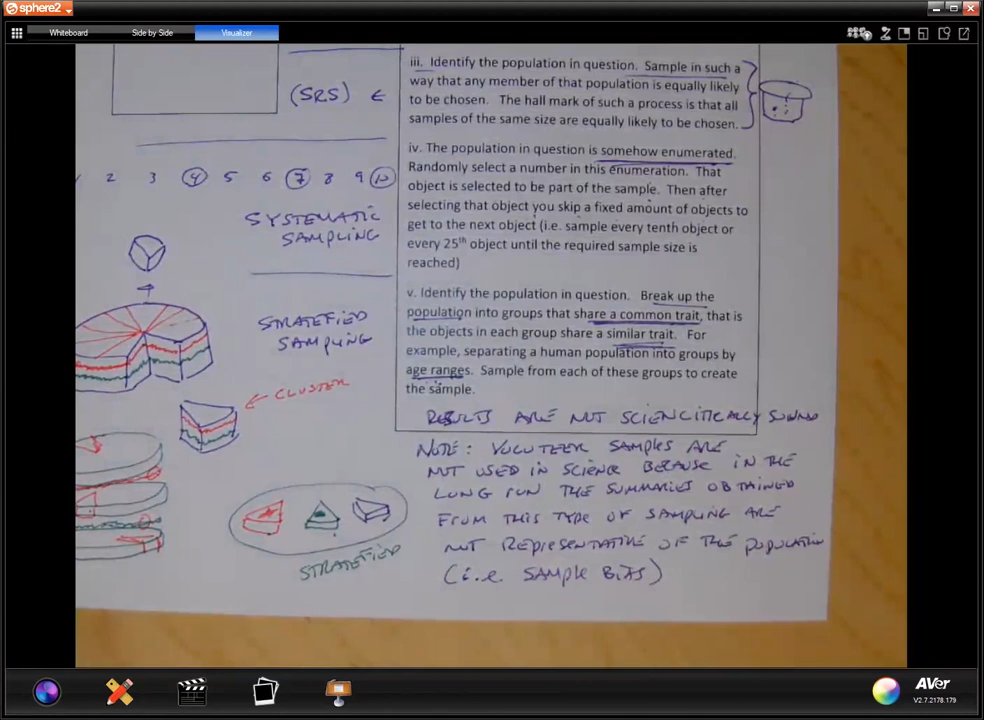 sphere2
Whiteboard
Side by Side
Visualizer
(SRS) ←
2 3 4 5 6 7 8 9 10
SYSTEMATIC
SAMPLING
STRATEFIED
SAMPLING
← CLUSTER
STRATEFIED
iii. Identify the population in question. Sample in such a
way that any member of that population is equally likely
to be chosen. The hall mark of such a process is that all
samples of the same size are equally likely to be chosen.
iv. The population in question is somehow enumerated.
Randomly select a number in this enumeration. That
object is selected to be part of the sample. Then after
selecting that object you skip a fixed amount of objects to
get to the next object (i.e. sample every tenth object or
every 25th object until the required sample size is
reached)
v. Identify the population in question. Break up the
population into groups that share a common trait, that is
the objects in each group share a similar trait. For
example, separating a human population into groups by
age ranges. Sample from each of these groups to create
the sample.
RESULTS ARE NOT SCIENCITICALLY SOUND
NOTE: VOLUTEER SAMPLES ARE
NOT USED IN SCIENCE BECAUSE IN THE
LONG RUN THE SUMMARIES OBTAINED
FROM THIS TYPE OF SAMPLING ARE
NOT REPRESENTATIVE OF THE POPULATION
(i.e. SAMPLE BIAS)
AVer
V2.7.2178.179